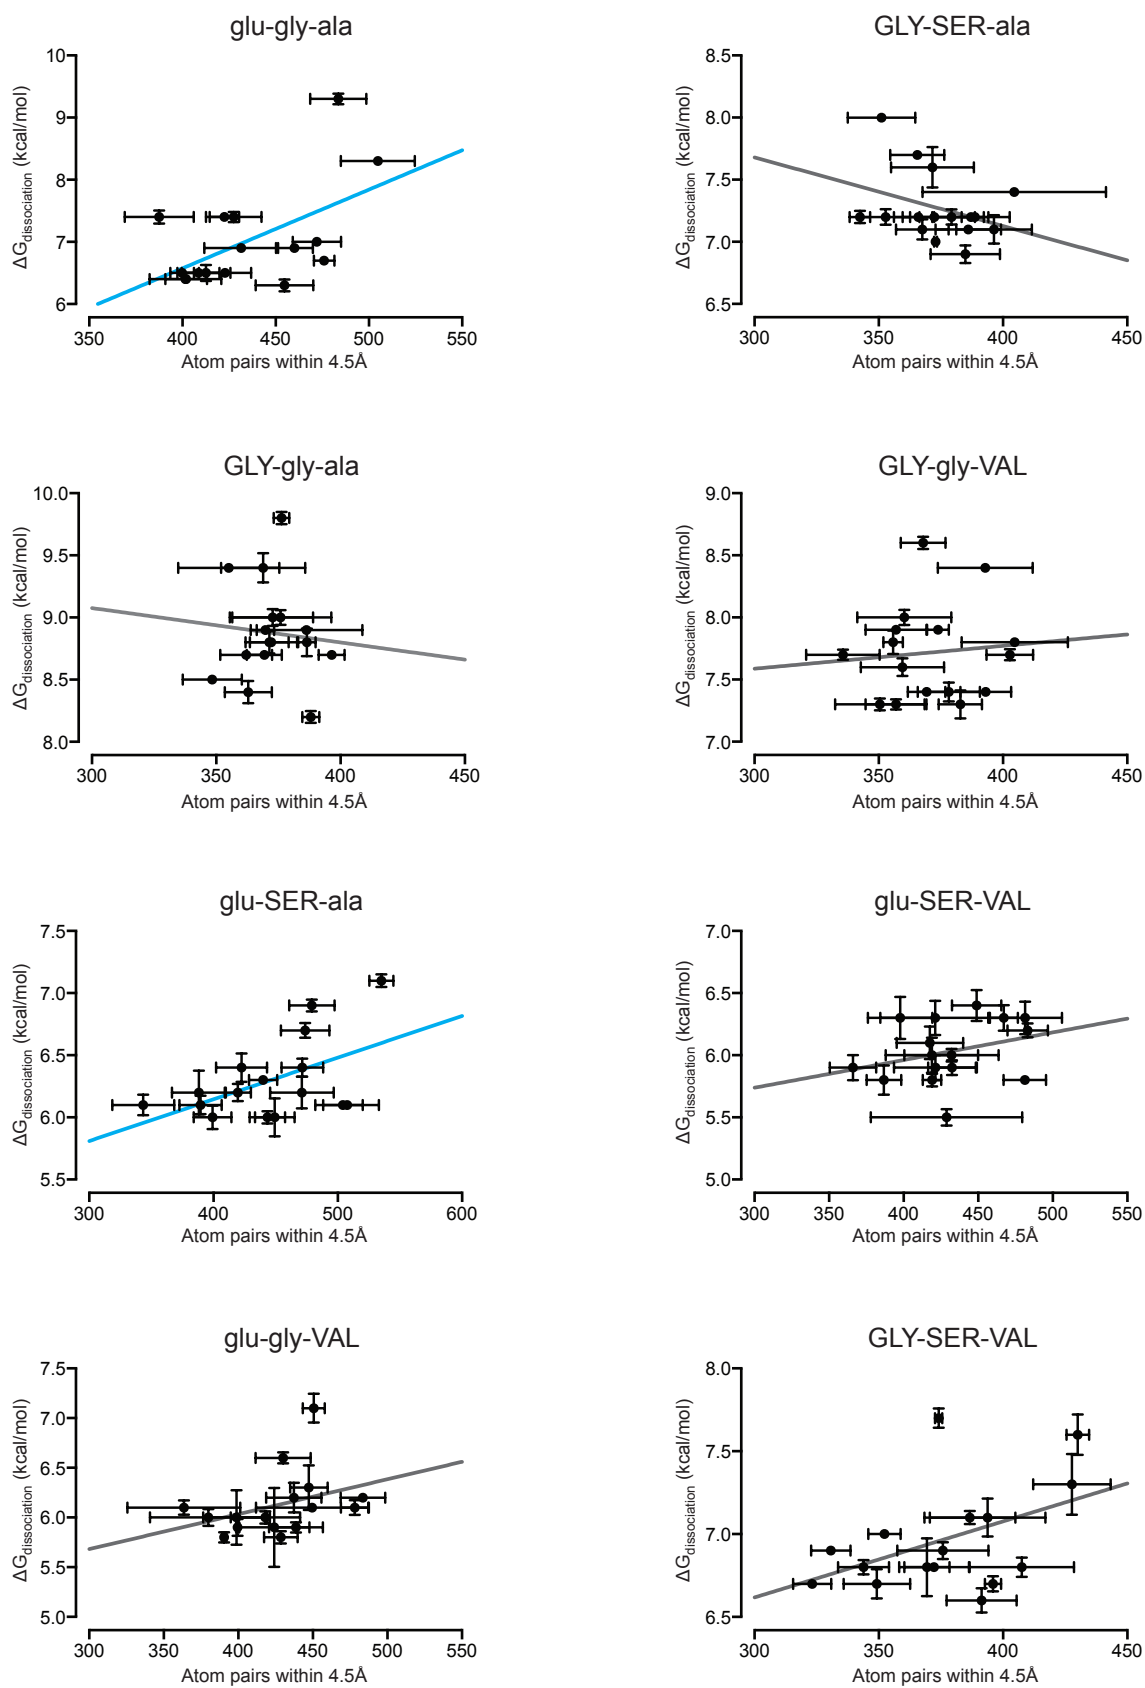 glu-gly-ala
ΔGdissociation (kcal/mol)
10
9
8
7
6
350 400 450 500 550
Atom pairs within 4.5Å
GLY-SER-ala
ΔGdissociation (kcal/mol)
8.5
8.0
7.5
7.0
6.5
300 350 400 450
Atom pairs within 4.5Å
GLY-gly-ala
ΔGdissociation (kcal/mol)
10.0
9.5
9.0
8.5
8.0
300 350 400 450
Atom pairs within 4.5Å
GLY-gly-VAL
ΔGdissociation (kcal/mol)
9.0
8.5
8.0
7.5
7.0
300 350 400 450
Atom pairs within 4.5Å
glu-SER-ala
ΔGdissociation (kcal/mol)
7.5
7.0
6.5
6.0
5.5
300 400 500 600
Atom pairs within 4.5Å
glu-SER-VAL
ΔGdissociation (kcal/mol)
7.0
6.5
6.0
5.5
5.0
300 350 400 450 500 550
Atom pairs within 4.5Å
glu-gly-VAL
ΔGdissociation (kcal/mol)
7.5
7.0
6.5
6.0
5.5
5.0
300 350 400 450 500 550
Atom pairs within 4.5Å
GLY-SER-VAL
ΔGdissociation (kcal/mol)
8.0
7.5
7.0
6.5
300 350 400 450
Atom pairs within 4.5Å